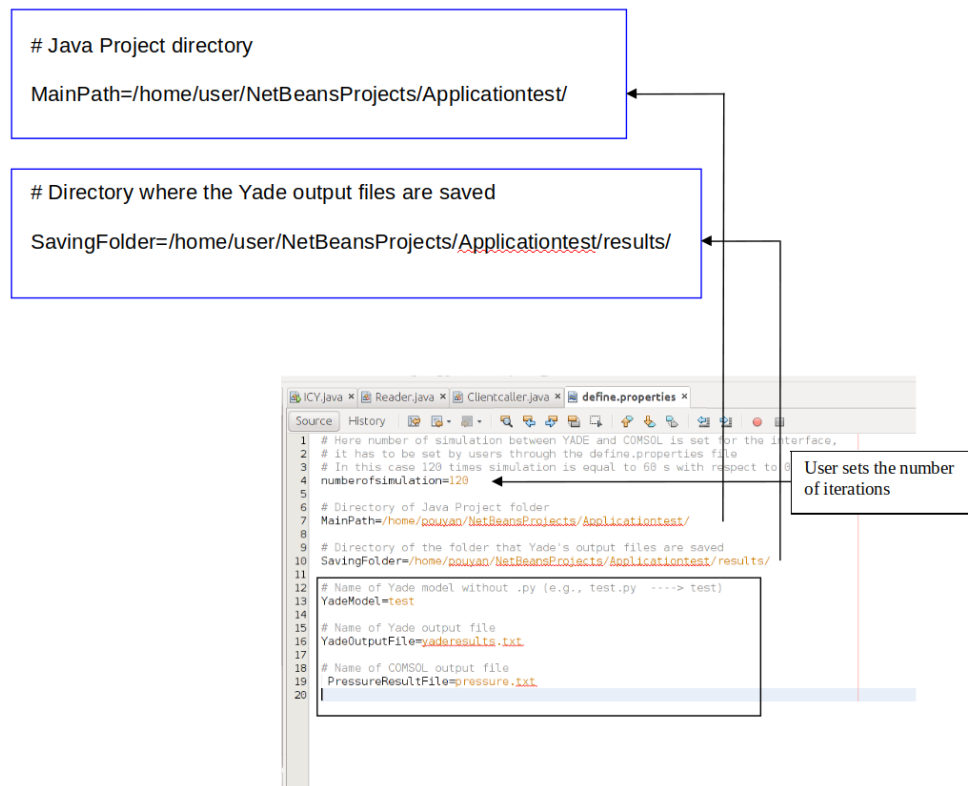 # Java Project directory
MainPath=/home/user/NetBeansProjects/Applicationtest/
# Directory where the Yade output files are saved
SavingFolder=/home/user/NetBeansProjects/Applicationtest/results/
ICY.java × Reader.java × Clientcaller.java × define.properties ×
Source History
1 # Here number of simulation between YADE and COMSOL is set for the interface,
2 # it has to be set by users through the define.properties file
3 # In this case 120 times simulation is equal to 60 s with respect to 0
4 numberofsimulation=120
User sets the number
of iterations
5
6 # Directory of Java Project folder
7 MainPath=/home/pouyan/NetBeansProjects/Applicationtest/
8
9 # Directory of the folder that Yade's output files are saved
10 SavingFolder=/home/pouyan/NetBeansProjects/Applicationtest/results/
11
12 # Name of Yade model without .py (e.g., test.py ----> test)
13 YadeModel=test
14
15 # Name of Yade output file
16 YadeOutputFile=yaderesults.txt
17
18 # Name of COMSOL output file
19 PressureResultFile=pressure.txt
20